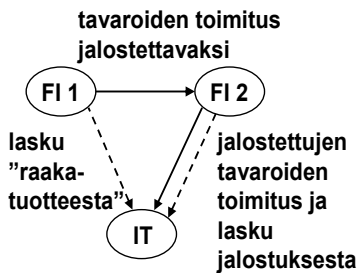 tavaroiden toimitus
jalostettavaksi
FI 1
FI 2
lasku
"raaka-
tuotteesta"
jalostettujen
tavaroiden
toimitus ja
lasku
jalostuksesta
IT